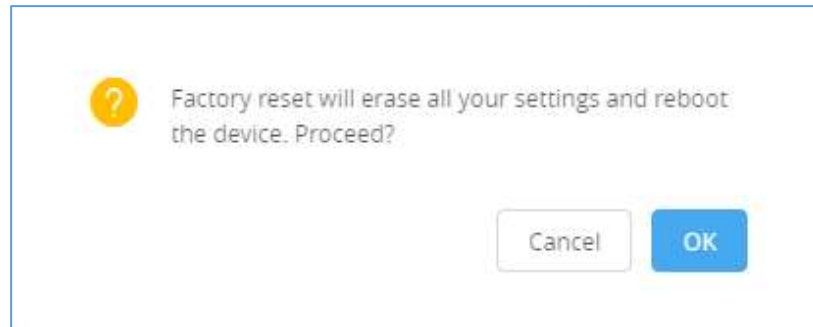 Factory reset will erase all your settings and reboot
the device. Proceed?
Cancel
OK